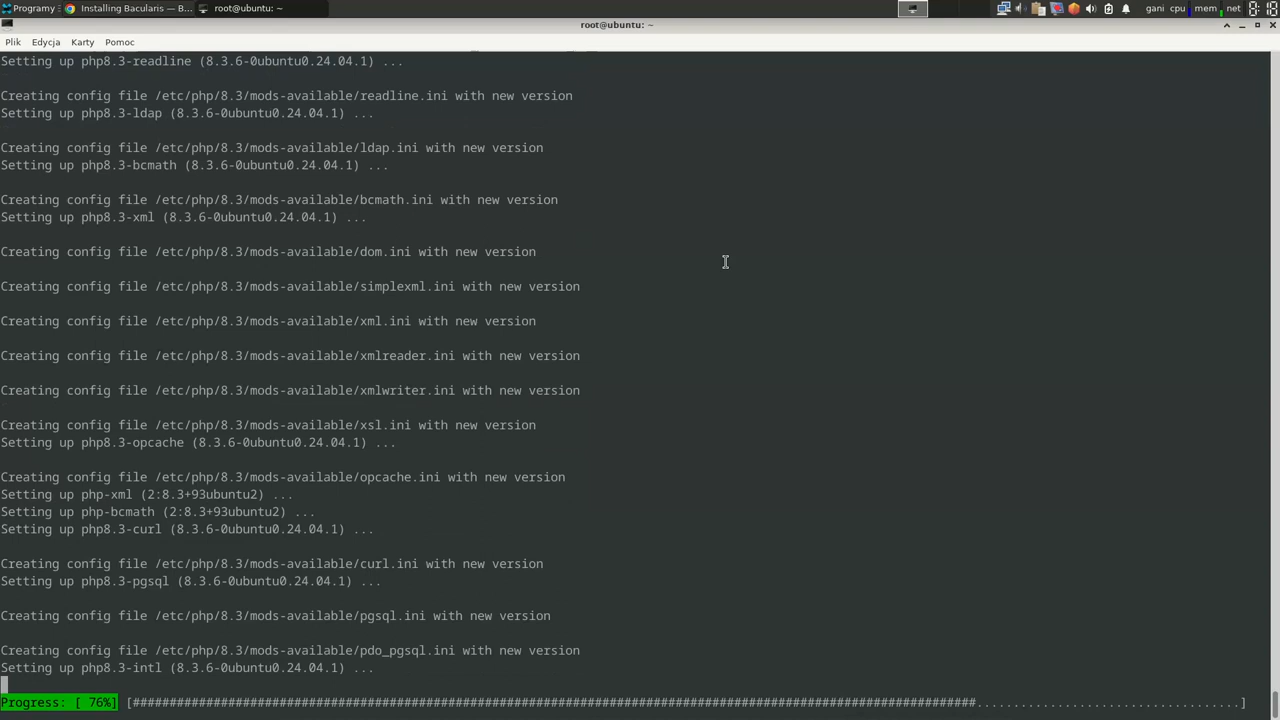 Programy
Installing Bacularis — B...
root@ubuntu: ~
gani cpu mem net
root@ubuntu: ~
Plik Edycja Karty Pomoc
Setting up php8.3-readline (8.3.6-0ubuntu0.24.04.1) ...
Creating config file /etc/php/8.3/mods-available/readline.ini with new version
Setting up php8.3-ldap (8.3.6-0ubuntu0.24.04.1) ...
Creating config file /etc/php/8.3/mods-available/ldap.ini with new version
Setting up php8.3-bcmath (8.3.6-0ubuntu0.24.04.1) ...
Creating config file /etc/php/8.3/mods-available/bcmath.ini with new version
Setting up php8.3-xml (8.3.6-0ubuntu0.24.04.1) ...
Creating config file /etc/php/8.3/mods-available/dom.ini with new version
Creating config file /etc/php/8.3/mods-available/simplexml.ini with new version
Creating config file /etc/php/8.3/mods-available/xml.ini with new version
Creating config file /etc/php/8.3/mods-available/xmlreader.ini with new version
Creating config file /etc/php/8.3/mods-available/xmlwriter.ini with new version
Creating config file /etc/php/8.3/mods-available/xsl.ini with new version
Setting up php8.3-opcache (8.3.6-0ubuntu0.24.04.1) ...
Creating config file /etc/php/8.3/mods-available/opcache.ini with new version
Setting up php-xml (2:8.3+93ubuntu2) ...
Setting up php-bcmath (2:8.3+93ubuntu2) ...
Setting up php8.3-curl (8.3.6-0ubuntu0.24.04.1) ...
Creating config file /etc/php/8.3/mods-available/curl.ini with new version
Setting up php8.3-pgsql (8.3.6-0ubuntu0.24.04.1) ...
Creating config file /etc/php/8.3/mods-available/pgsql.ini with new version
Creating config file /etc/php/8.3/mods-available/pdo_pgsql.ini with new version
Setting up php8.3-intl (8.3.6-0ubuntu0.24.04.1) ...
Progress: [ 76%] [###################################################################################################################....................................]